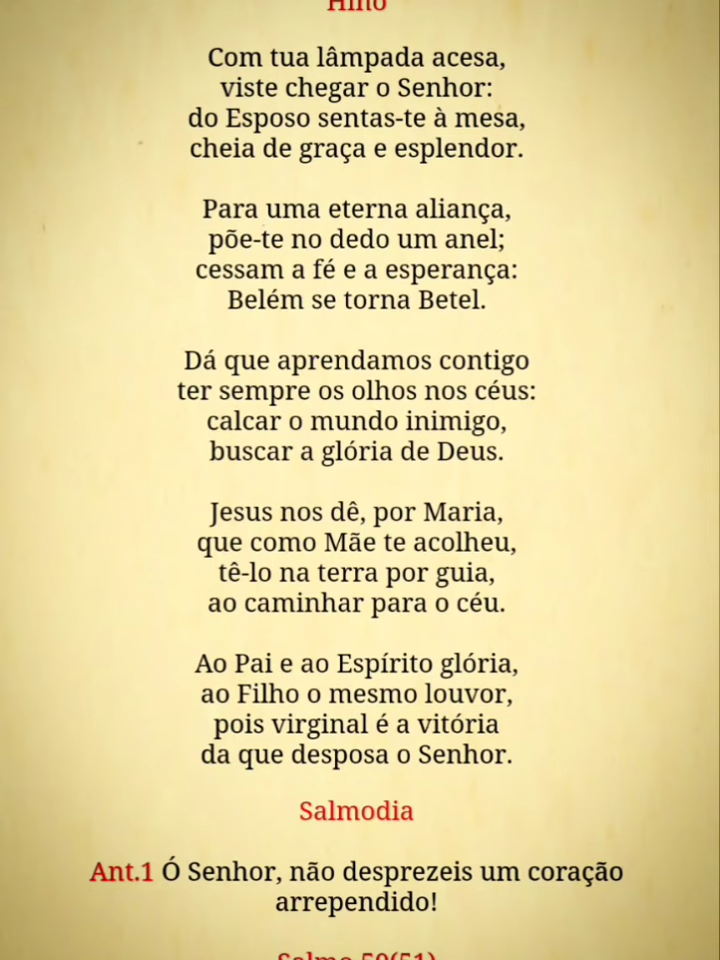 Hino
Com tua lâmpada acesa,
viste chegar o Senhor:
do Esposo sentas-te à mesa,
cheia de graça e esplendor.
Para uma eterna aliança,
põe-te no dedo um anel;
cessam a fé e a esperança:
Belém se torna Betel.
Dá que aprendamos contigo
ter sempre os olhos nos céus:
calcar o mundo inimigo,
buscar a glória de Deus.
Jesus nos dê, por Maria,
que como Mãe te acolheu,
tê-lo na terra por guia,
ao caminhar para o céu.
Ao Pai e ao Espírito glória,
ao Filho o mesmo louvor,
pois virginal é a vitória
da que desposa o Senhor.
Salmodia
Ant.1 Ó Senhor, não desprezeis um coração
arrependido!
Salmo 50(51)